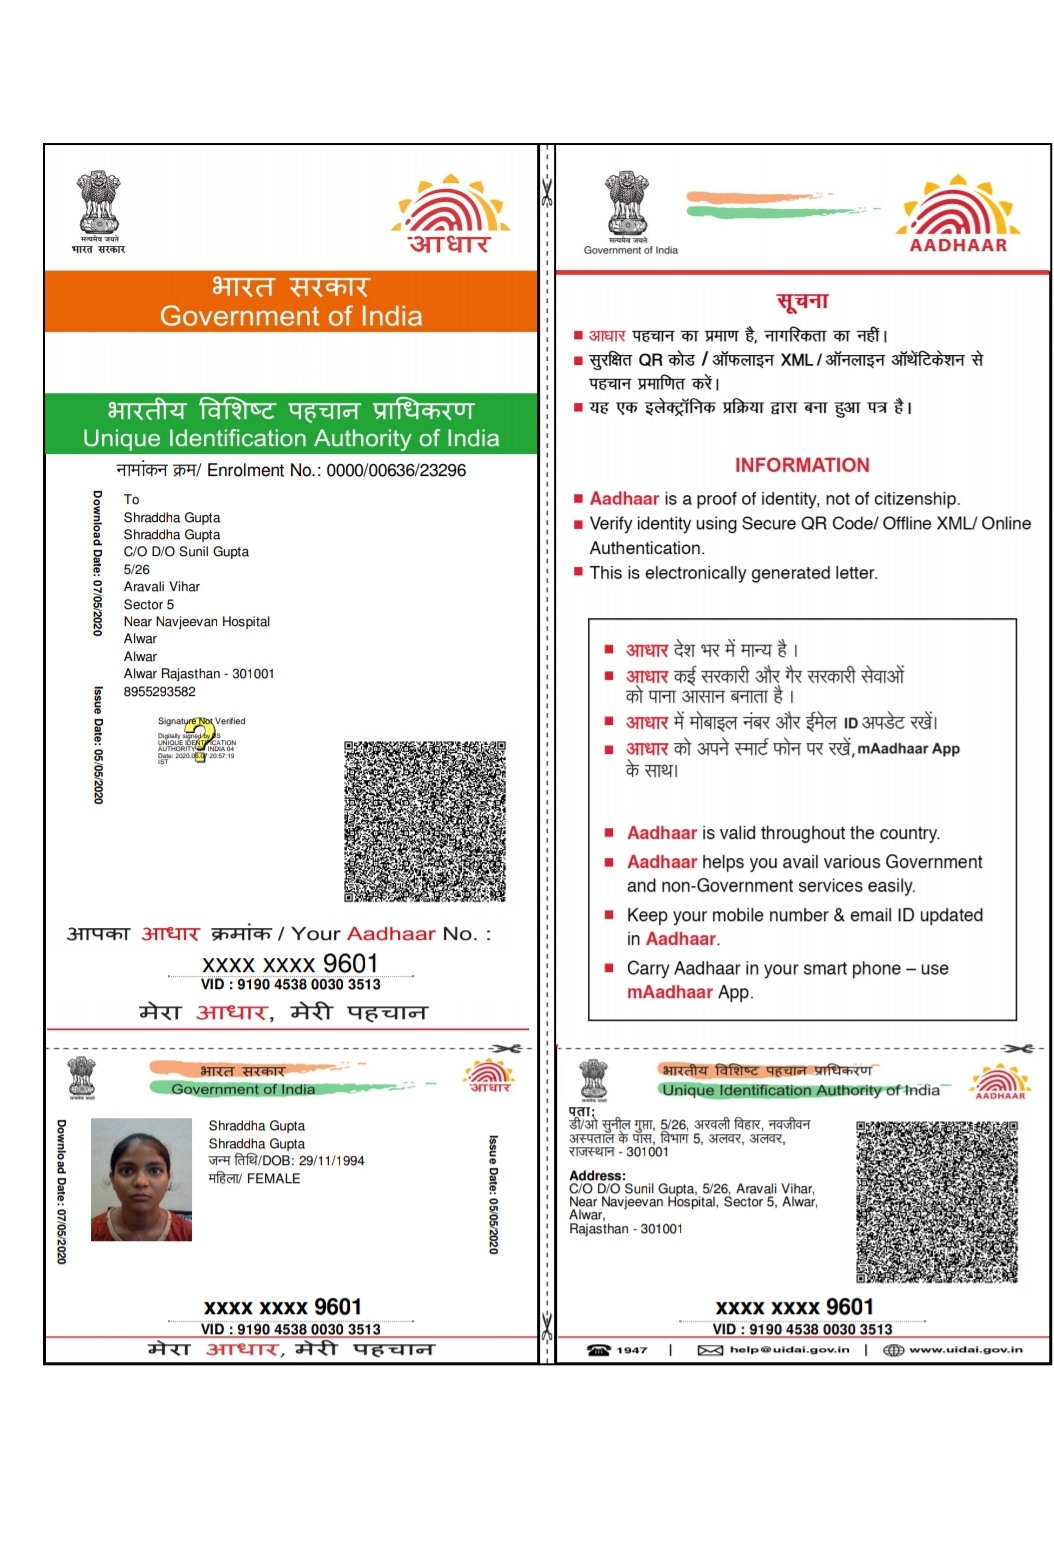 सत्यमेव जयते
भारत सरकार
आधार
भारत सरकार
Government of India
भारतीय विशिष्ट पहचान प्राधिकरण
Unique Identification Authority of India
नामांकन क्रम/ Enrolment No.: 0000/00636/23296
Download Date: 07/05/2020
Issue Date: 05/05/2020
To
Shraddha Gupta
Shraddha Gupta
C/O D/O Sunil Gupta
5/26
Aravali Vihar
Sector 5
Near Navjeevan Hospital
Alwar
Alwar
Alwar Rajasthan - 301001
8955293582
Signature Not Verified
Digitally signed by DS
UNIQUE IDENTIFICATION
AUTHORITY OF INDIA 04
Date: 2020.05.07 20:57:19
IST
आपका आधार क्रमांक / Your Aadhaar No. :
xxxx xxxx 9601
VID : 9190 4538 0030 3513
मेरा आधार, मेरी पहचान
सत्यमेव जयते
Government of India
AADHAAR
सूचना
■ आधार पहचान का प्रमाण है, नागरिकता का नहीं।
■ सुरक्षित QR कोड / ऑफलाइन XML / ऑनलाइन ऑथेंटिकेशन से
पहचान प्रमाणित करें।
■ यह एक इलेक्ट्रॉनिक प्रक्रिया द्वारा बना हुआ पत्र है।
INFORMATION
■ Aadhaar is a proof of identity, not of citizenship.
■ Verify identity using Secure QR Code/ Offline XML/ Online
Authentication.
■ This is electronically generated letter.
■ आधार देश भर में मान्य है ।
■ आधार कई सरकारी और गैर सरकारी सेवाओं
को पाना आसान बनाता है ।
■ आधार में मोबाइल नंबर और ईमेल ID अपडेट रखें।
■ आधार को अपने स्मार्ट फोन पर रखें, mAadhaar App
के साथ।
■ Aadhaar is valid throughout the country.
■ Aadhaar helps you avail various Government
and non-Government services easily.
■ Keep your mobile number & email ID updated
in Aadhaar.
■ Carry Aadhaar in your smart phone – use
mAadhaar App.
सत्यमेव जयते
भारत सरकार
Government of India
आधार
Download Date: 07/05/2020
Shraddha Gupta
Shraddha Gupta
जन्म तिथि/DOB: 29/11/1994
महिला/ FEMALE
Issue Date: 05/05/2020
xxxx xxxx 9601
VID : 9190 4538 0030 3513
मेरा आधार, मेरी पहचान
सत्यमेव जयते
भारतीय विशिष्ट पहचान प्राधिकरण
Unique Identification Authority of India
AADHAAR
पता:
डी/ओ सुनील गुप्ता, 5/26, अरवली विहार, नवजीवन
अस्पताल के पास, विभाग 5, अलवर, अलवर,
राजस्थान - 301001
Address:
C/O D/O Sunil Gupta, 5/26, Aravali Vihar,
Near Navjeevan Hospital, Sector 5, Alwar,
Alwar,
Rajasthan - 301001
xxxx xxxx 9601
VID : 9190 4538 0030 3513
1947 | help@uidai.gov.in | www.uidai.gov.in